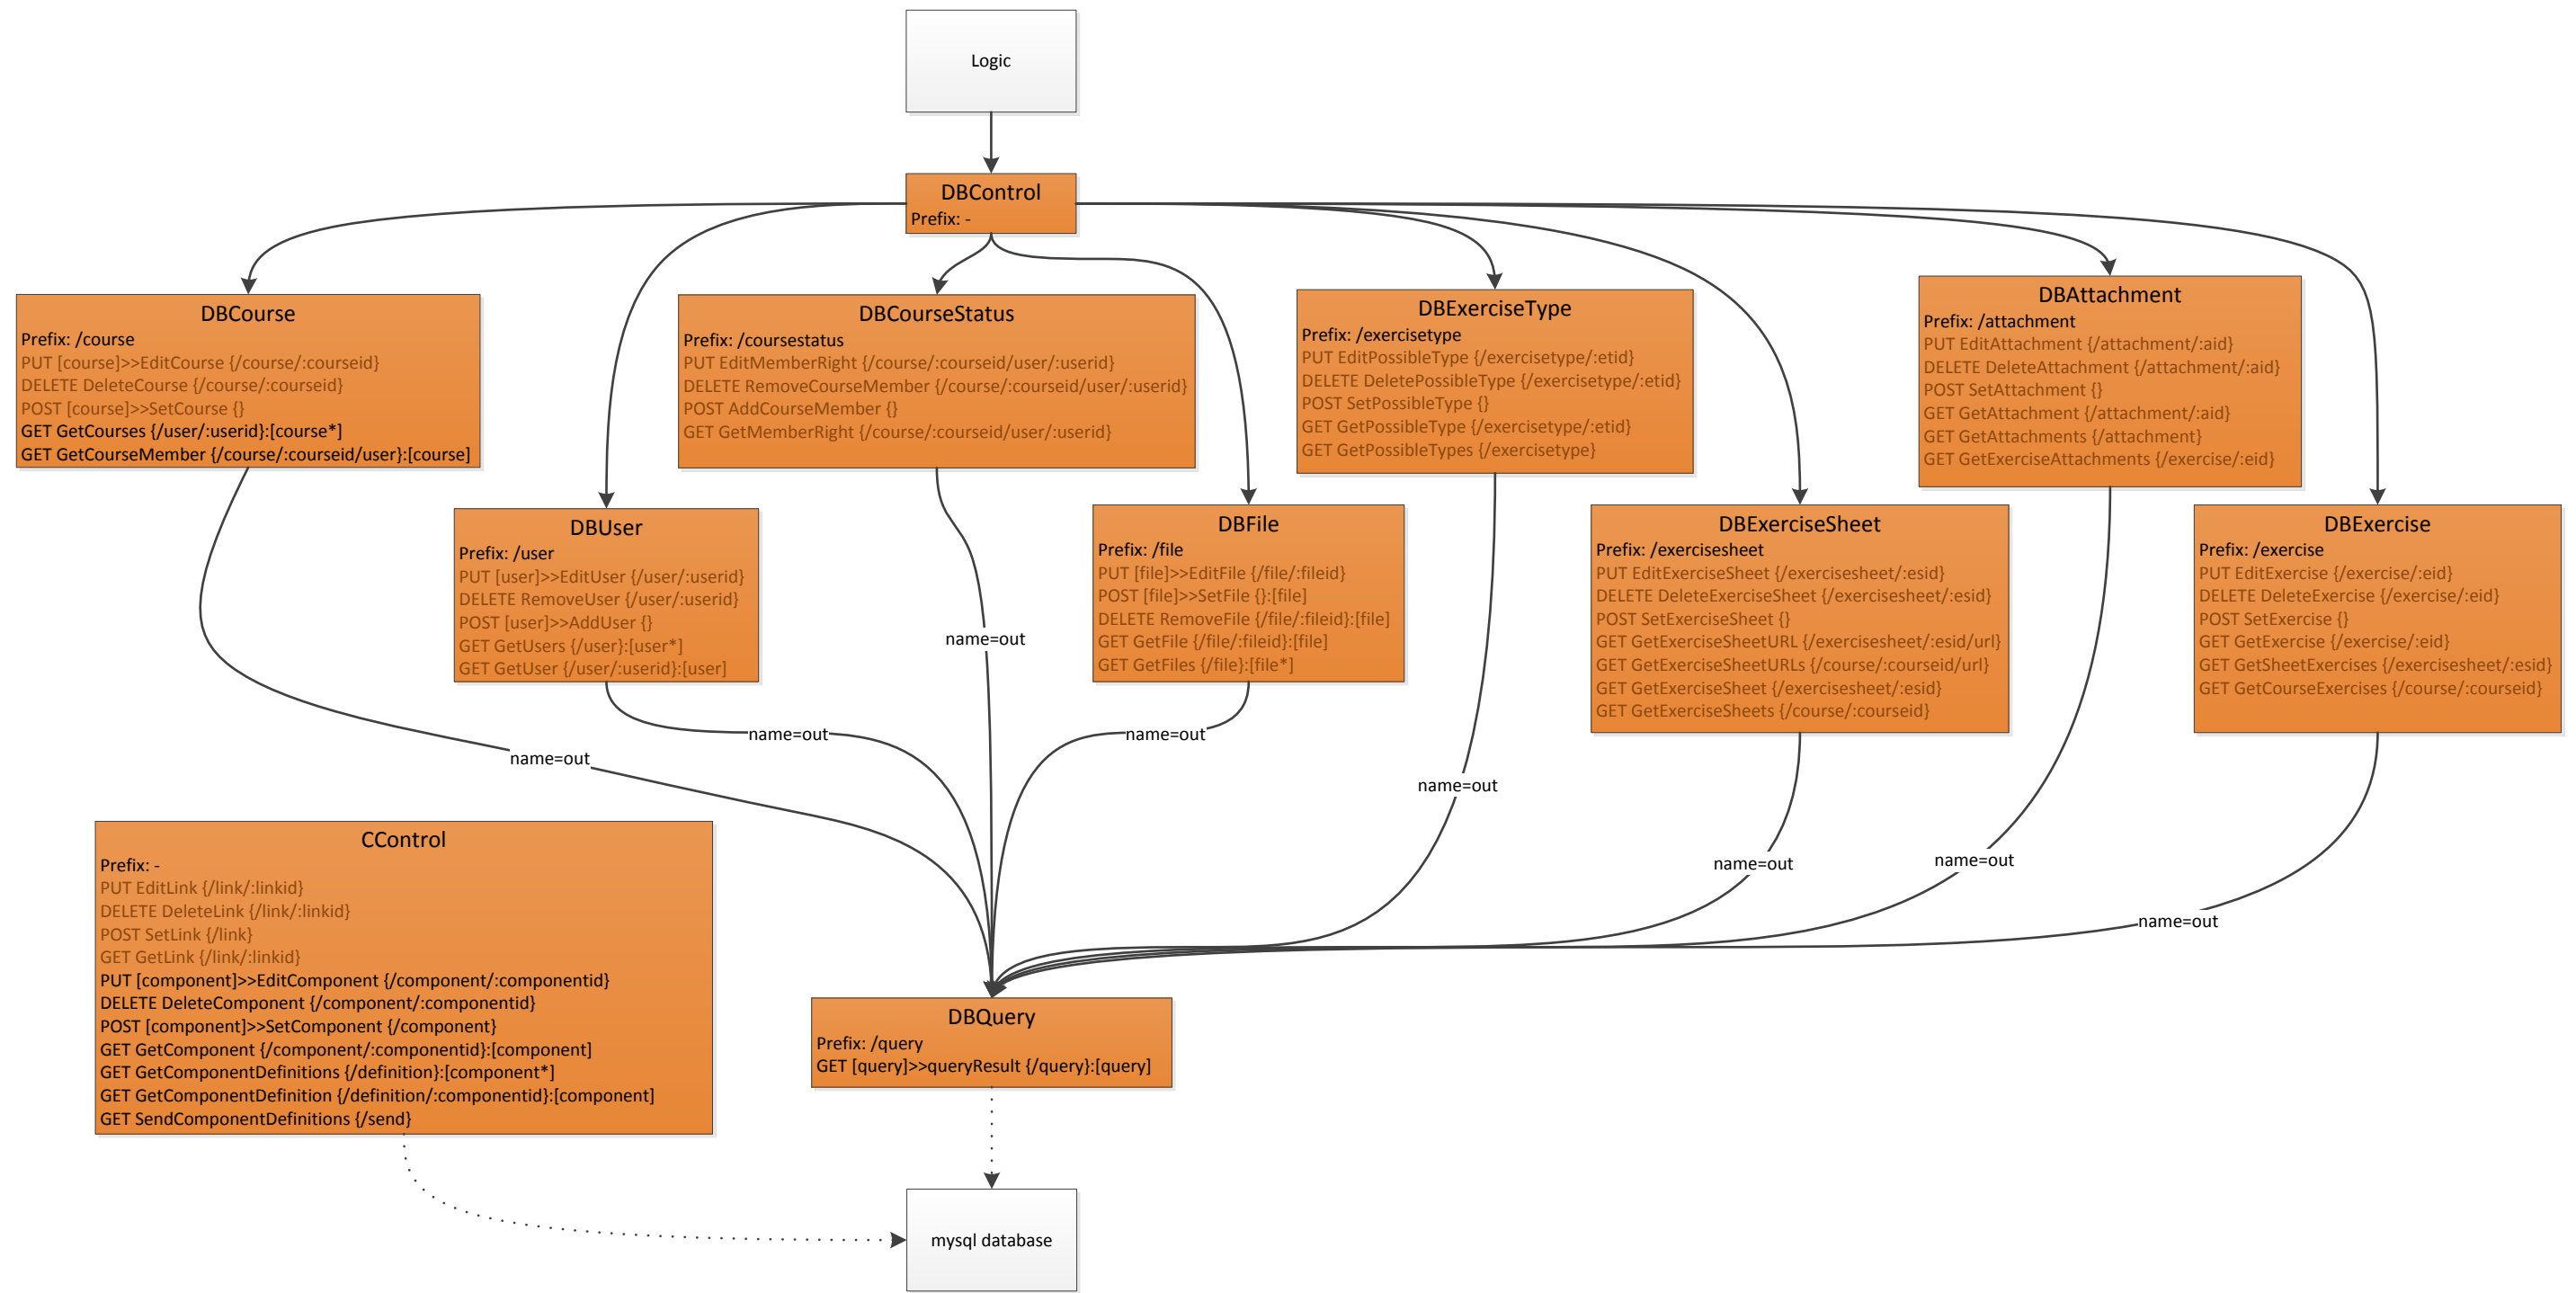 Logic
DBControl
Prefix: -
DBCourse
Prefix: /course
PUT [course]>>EditCourse {/course/:courseid}
DELETE DeleteCourse {/course/:courseid}
POST [course]>>SetCourse {}
GET GetCourses {/user/:userid}:[course*]
GET GetCourseMember {/course/:courseid/user}:[course]
DBCourseStatus
Prefix: /coursestatus
PUT EditMemberRight {/course/:courseid/user/:userid}
DELETE RemoveCourseMember {/course/:courseid/user/:userid}
POST AddCourseMember {}
GET GetMemberRight {/course/:courseid/user/:userid}
DBExerciseType
Prefix: /exercisetype
PUT EditPossibleType {/exercisetype/:etid}
DELETE DeletePossibleType {/exercisetype/:etid}
POST SetPossibleType {}
GET GetPossibleType {/exercisetype/:etid}
GET GetPossibleTypes {/exercisetype}
DBAttachment
Prefix: /attachment
PUT EditAttachment {/attachment/:aid}
DELETE DeleteAttachment {/attachment/:aid}
POST SetAttachment {}
GET GetAttachment {/attachment/:aid}
GET GetAttachments {/attachment}
GET GetExerciseAttachments {/exercise/:eid}
DBUser
Prefix: /user
PUT [user]>>EditUser {/user/:userid}
DELETE RemoveUser {/user/:userid}
POST [user]>>AddUser {}
GET GetUsers {/user}:[user*]
GET GetUser {/user/:userid}:[user]
DBFile
Prefix: /file
PUT [file]>>EditFile {/file/:fileid}
POST [file]>>SetFile {}:[file]
DELETE RemoveFile {/file/:fileid}:[file]
GET GetFile {/file/:fileid}:[file]
GET GetFiles {/file}:[file*]
DBExerciseSheet
Prefix: /exercisesheet
PUT EditExerciseSheet {/exercisesheet/:esid}
DELETE DeleteExerciseSheet {/exercisesheet/:esid}
POST SetExerciseSheet {}
GET GetExerciseSheetURL {/exercisesheet/:esid/url}
GET GetExerciseSheetURLs {/course/:courseid/url}
GET GetExerciseSheet {/exercisesheet/:esid}
GET GetExerciseSheets {/course/:courseid}
DBExercise
Prefix: /exercise
PUT EditExercise {/exercise/:eid}
DELETE DeleteExercise {/exercise/:eid}
POST SetExercise {}
GET GetExercise {/exercise/:eid}
GET GetSheetExercises {/exercisesheet/:esid}
GET GetCourseExercises {/course/:courseid}
name=out
name=out
name=out
name=out
name=out
name=out
name=out
name=out
CControl
Prefix: -
PUT EditLink {/link/:linkid}
DELETE DeleteLink {/link/:linkid}
POST SetLink {/link}
GET GetLink {/link/:linkid}
PUT [component]>>EditComponent {/component/:componentid}
DELETE DeleteComponent {/component/:componentid}
POST [component]>>SetComponent {/component}
GET GetComponent {/component/:componentid}:[component]
GET GetComponentDefinitions {/definition}:[component*]
GET GetComponentDefinition {/definition/:componentid}:[component]
GET SendComponentDefinitions {/send}
DBQuery
Prefix: /query
GET [query]>>queryResult {/query}:[query]
mysql database